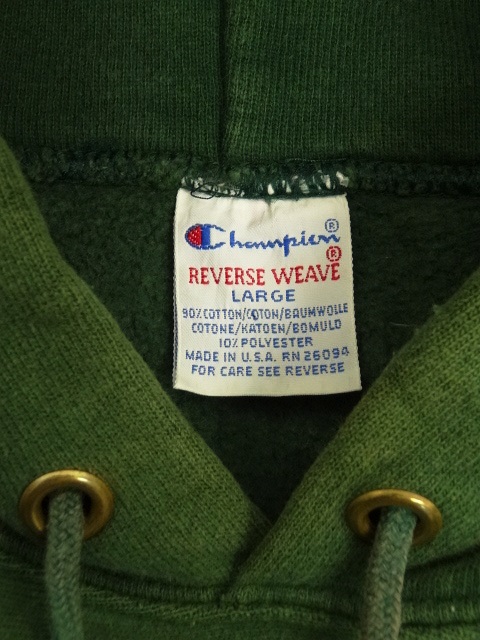 Champion®
REVERSE WEAVE®
LARGE
90% COTTON/COTON/BAUMWOLLE
COTONE/KATOEN/BOMULD
10% POLYESTER
MADE IN U.S.A. RN 26094
FOR CARE SEE REVERSE